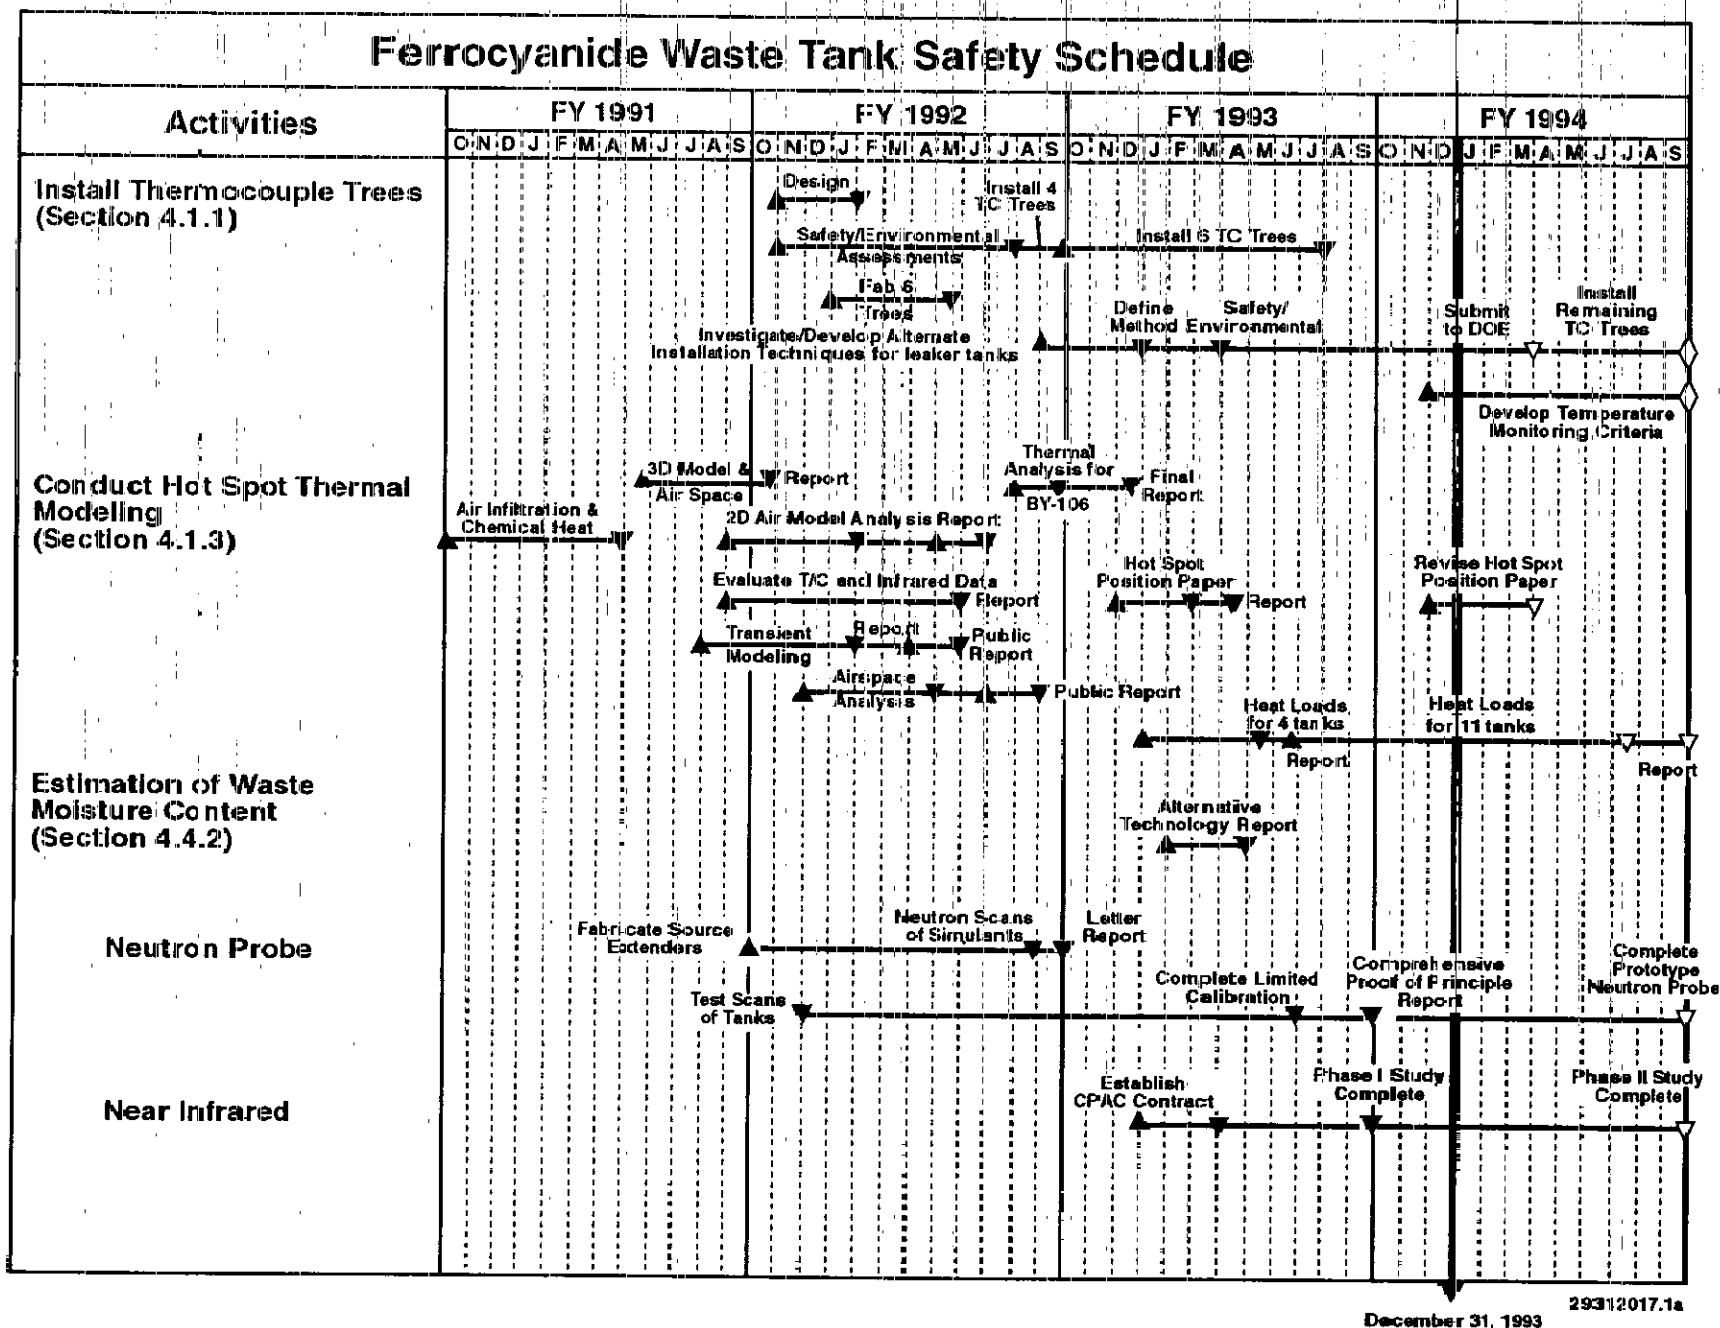 Ferrocyanide Waste Tank Safety Schedule
Activities
FY 1991
FY 1992
FY 1993
FY 1994
O N D J F M A M J J A S O N D J F M A M J J A S O N D J F M A M J J A S O N D J F M A M J J A S
Install Thermocouple Trees
(Section 4.1.1)
Design
Install 4
TC Trees
Safety/Environmental
Assessments
Install 6 TC Trees
Fab 6
Trees
Investigate/Develop Alternate
Installation Techniques for leaker tanks
Define
Method
Safety/
Environmental
Submit
to DOE
Install
Remaining
TC Trees
Develop Temperature
Monitoring Criteria
Conduct Hot Spot Thermal
Modeling
(Section 4.1.3)
3D Model &
Air Space
Report
Thermal
Analysis for
BY-106
Final
Report
Air Infiltration &
Chemical Heat
2D Air Model Analysis Report
Evaluate T/C and Infrared Data
Report
Hot Spot
Position Paper
Report
Revise Hot Spot
Position Paper
Transient
Modeling
Report
Public
Report
Airspace
Analysis
Public Report
Heat Loads
for 4 tanks
Report
Heat Loads
for 11 tanks
Report
Estimation of Waste
Moisture Content
(Section 4.4.2)
Alternative
Technology Report
Neutron Probe
Fabricate Source
Extenders
Neutron Scans
of Simulants
Letter
Report
Test Scans
of Tanks
Complete Limited
Calibration
Comprehensive
Proof of Principle
Report
Complete
Prototype
Neutron Probe
Near Infrared
Establish
CPAC Contract
Phase I Study
Complete
Phase II Study
Complete
29312017.1a
December 31, 1993